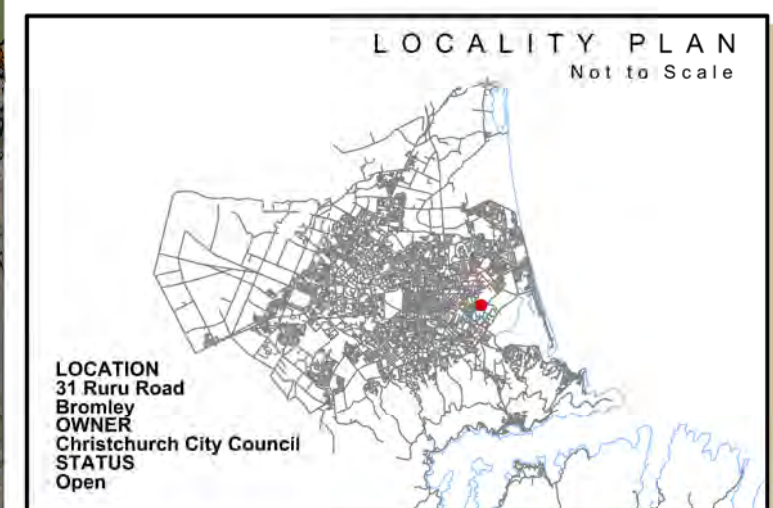 LOCALITY PLAN
Not to Scale
LOCATION
31 Ruru Road
Bromley
OWNER
Christchurch City Council
STATUS
Open